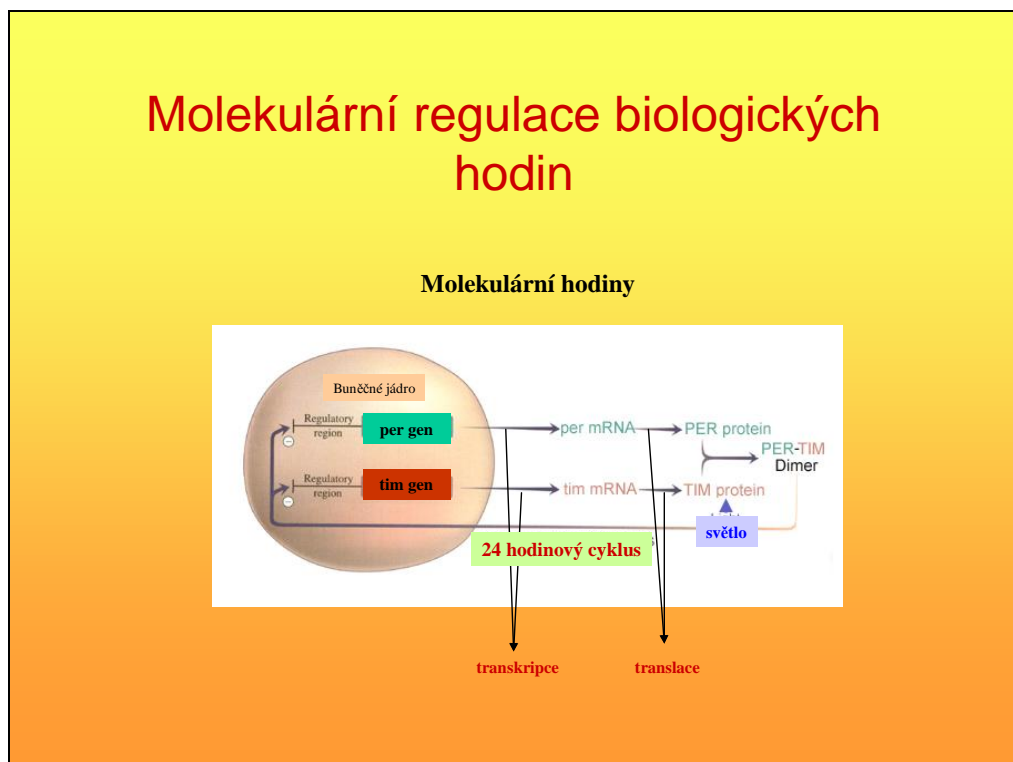 Molekulární regulace biologických
hodin
Molekulární hodiny
Buněčné jádro
Regulatory
region
per gen
per mRNA
PER protein
PER-TIM
Dimer
Regulatory
region
tim gen
tim mRNA
TIM protein
světlo
24 hodinový cyklus
transkripce
translace